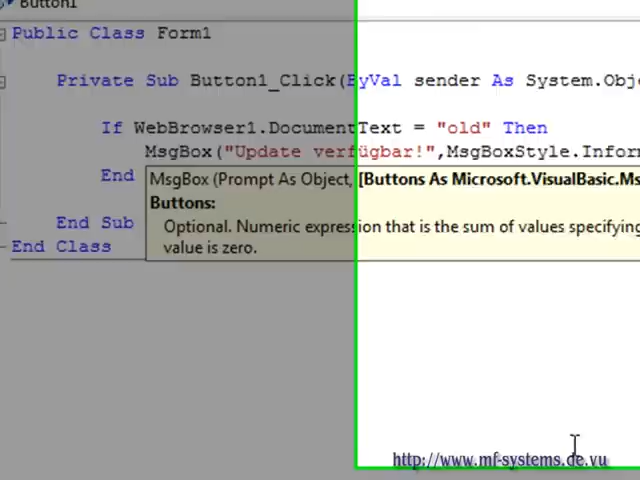 Button1
Public Class Form1
Private Sub Button1_Click(ByVal sender As System.Obj
If WebBrowser1.DocumentText = "old" Then
MsgBox("Update verfügbar!",MsgBoxStyle.Infor
End
MsgBox (Prompt As Object, [Buttons As Microsoft.VisualBasic.Ms
Buttons:
Optional. Numeric expression that is the sum of values specifying
value is zero.
End Sub
End Class
http://www.mf-systems.de.vu